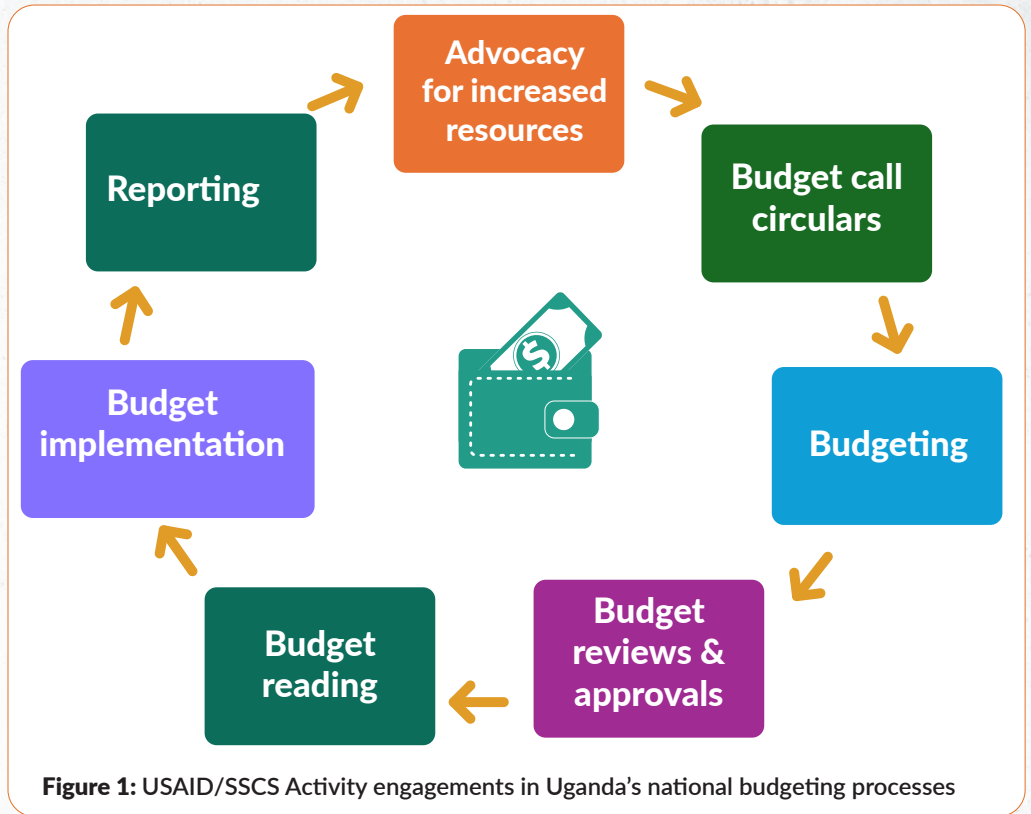 Advocacy
for increased
resources
Budget call
circulars
Budgeting
Budget
reviews &
approvals
Budget
reading
Budget
implementation
Reporting
$
Figure 1: USAID/SSCS Activity engagements in Uganda's national budgeting processes